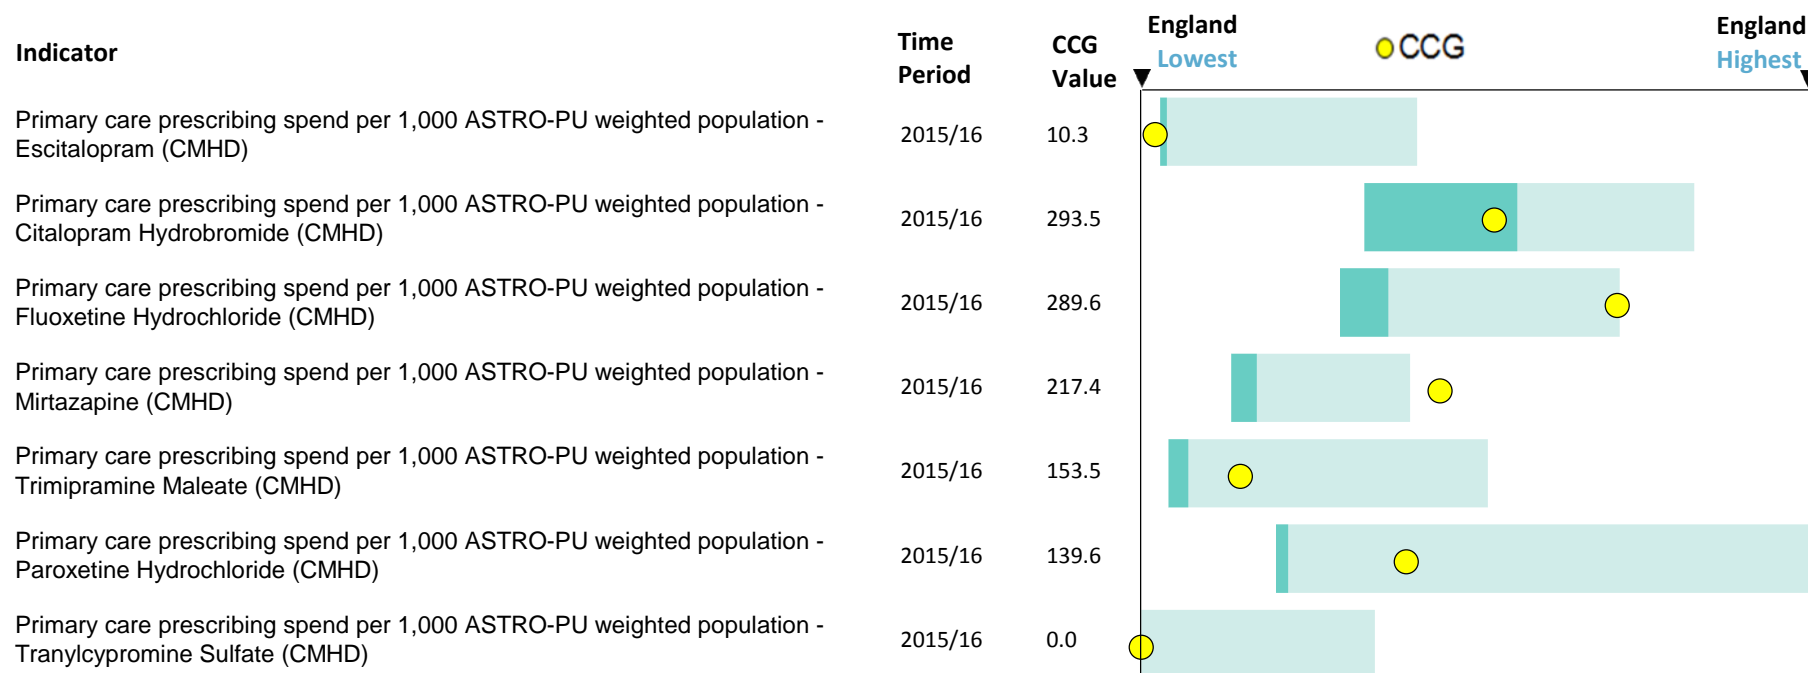 Indicator
Time
Period
CCG
Value
England
Lowest
CCG
England
Highest
Primary care prescribing spend per 1,000 ASTRO-PU weighted population -
Escitalopram (CMHD)
2015/16
10.3
Primary care prescribing spend per 1,000 ASTRO-PU weighted population -
Citalopram Hydrobromide (CMHD)
2015/16
293.5
Primary care prescribing spend per 1,000 ASTRO-PU weighted population -
Fluoxetine Hydrochloride (CMHD)
2015/16
289.6
Primary care prescribing spend per 1,000 ASTRO-PU weighted population -
Mirtazapine (CMHD)
2015/16
217.4
Primary care prescribing spend per 1,000 ASTRO-PU weighted population -
Trimipramine Maleate (CMHD)
2015/16
153.5
Primary care prescribing spend per 1,000 ASTRO-PU weighted population -
Paroxetine Hydrochloride (CMHD)
2015/16
139.6
Primary care prescribing spend per 1,000 ASTRO-PU weighted population -
Tranylcypromine Sulfate (CMHD)
2015/16
0.0